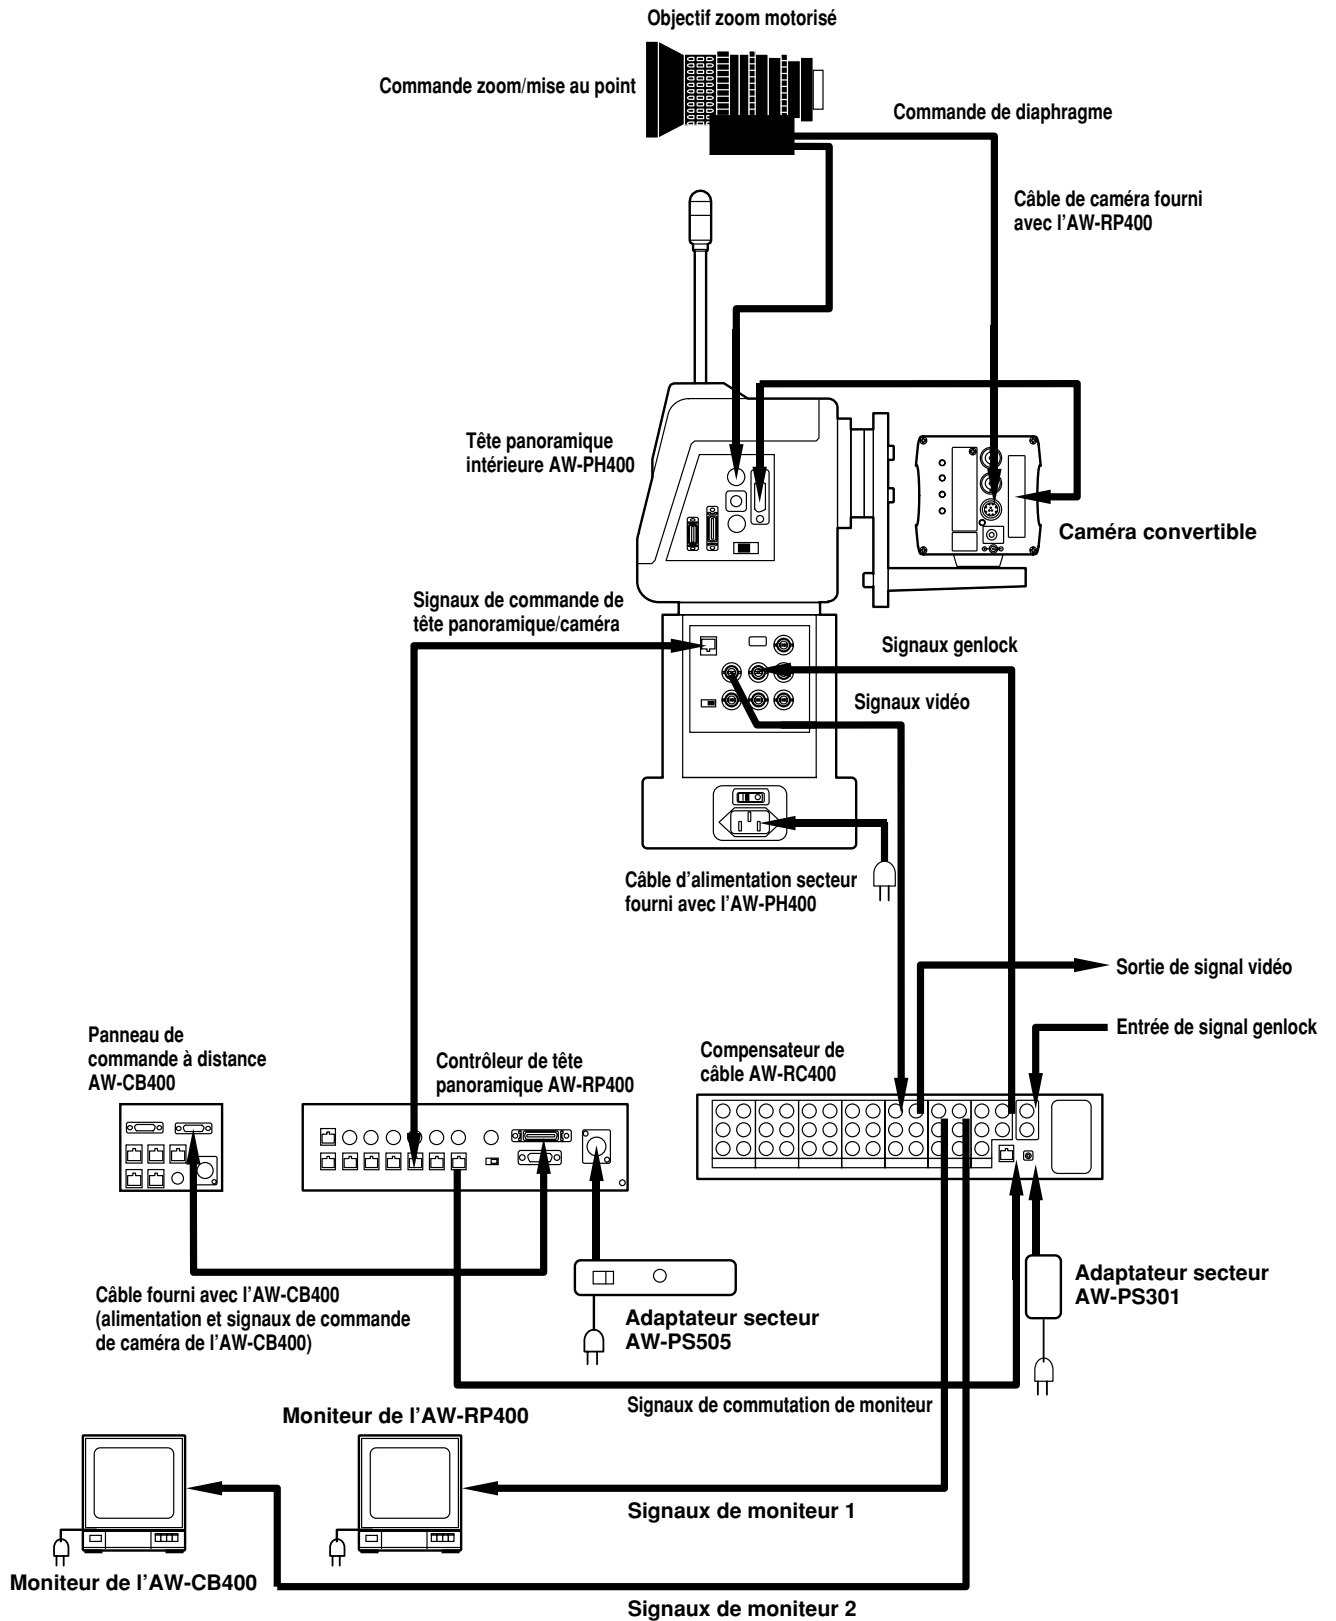 Objectif zoom motorisé
Commande zoom/mise au point
Commande de diaphragme
Câble de caméra fourni
avec l'AW-RP400
Tête panoramique
intérieure AW-PH400
Caméra convertible
Signaux de commande de
tête panoramique/caméra
Signaux genlock
Signaux vidéo
Câble d'alimentation secteur
fourni avec l'AW-PH400
Sortie de signal vidéo
Entrée de signal genlock
Panneau de
commande à distance
AW-CB400
Contrôleur de tête
panoramique AW-RP400
Compensateur de
câble AW-RC400
Câble fourni avec l'AW-CB400
(alimentation et signaux de commande
de caméra de l'AW-CB400)
Adaptateur secteur
AW-PS505
Adaptateur secteur
AW-PS301
Signaux de commutation de moniteur
Moniteur de l'AW-RP400
Signaux de moniteur 1
Moniteur de l'AW-CB400
Signaux de moniteur 2